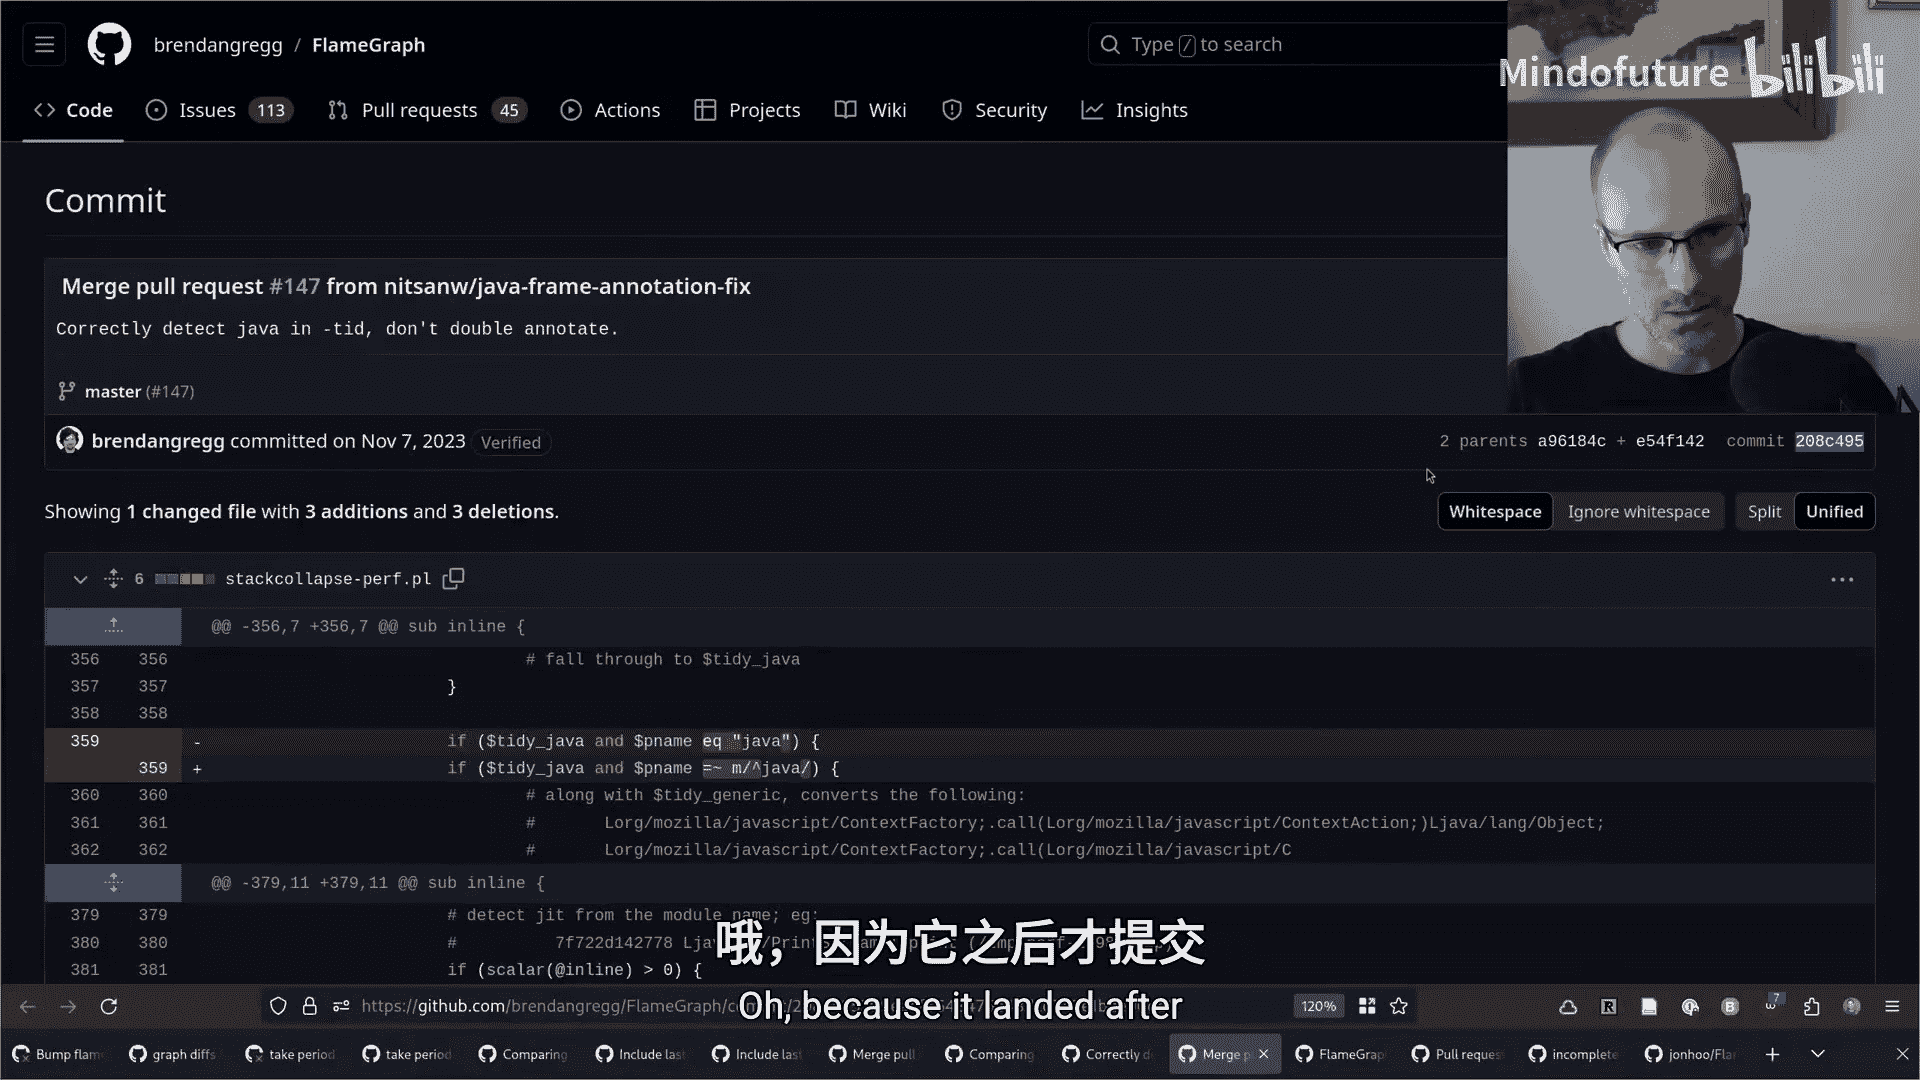 brendangregg / FlameGraph
Type / to search
Mindofuture bilibili
Code
Issues 113
Pull requests 45
Actions
Projects
Wiki
Security
Insights
Commit
Merge pull request #147 from nitsanw/java-frame-annotation-fix
Correctly detect java in -tid, don't double annotate.
master (#147)
brendangregg committed on Nov 7, 2023 Verified
2 parents a96184c + e54f142 commit 208c495
Showing 1 changed file with 3 additions and 3 deletions.
Whitespace Ignore whitespace Split Unified
6 stackcollapse-perf.pl
@@ -356,7 +356,7 @@ sub inline {
356 356 # fall through to $tidy_java
357 357 }
358 358
359 - if ($tidy_java and $pname eq "java") {
359 + if ($tidy_java and $pname =~ m/^java/) {
360 360 # along with $tidy_generic, converts the following:
361 361 # Lorg/mozilla/javascript/ContextFactory;.call(Lorg/mozilla/javascript/ContextAction;)Ljava/lang/Object;
362 362 # Lorg/mozilla/javascript/ContextFactory;.call(Lorg/mozilla/javascript/C
@@ -379,11 +379,11 @@ sub inline {
379 379 # detect jit from the module name; eg:
380 380 # 7f722d142778
381 381 if (scalar(@inline) > 0) {
哦，因为它之后才提交
Oh, because it landed after
https://github.com/brendangregg/FlameGraph/
120%
7
Bump flam
graph diffs
take period
take period
Comparing
Include las
Include las
Merge pull
Comparing
Correctly d
Merge p
FlameGrap
Pull reques
incomplete
jonhoo/Fla